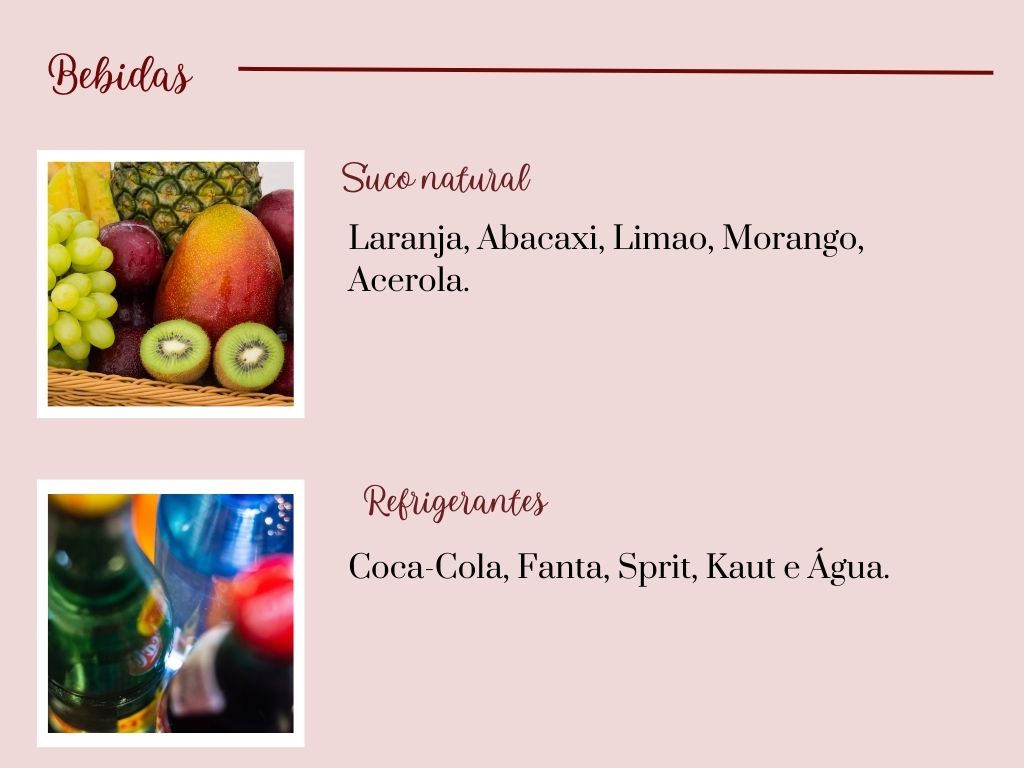 Bebidas
Suco natural
Laranja, Abacaxi, Limao, Morango,
Acerola.
Refrigerantes
Coca-Cola, Fanta, Sprit, Kaut e Água.